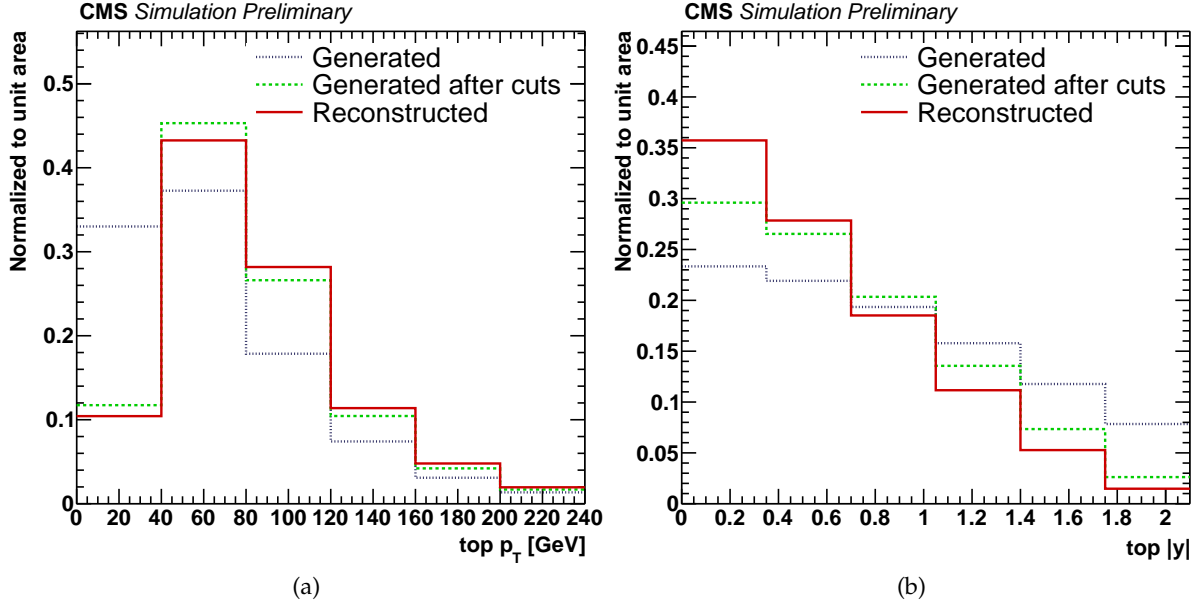 CMS Simulation Preliminary
Normalized to unit area
Generated
Generated after cuts
Reconstructed
0.5
0.4
0.3
0.2
0.1
0
0 20 40 60 80 100 120 140 160 180 200 220 240
top pT [GeV]
(a)
CMS Simulation Preliminary
Normalized to unit area
Generated
Generated after cuts
Reconstructed
0.45
0.4
0.35
0.3
0.25
0.2
0.15
0.1
0.05
0
0 0.2 0.4 0.6 0.8 1 1.2 1.4 1.6 1.8 2
top |y|
(b)